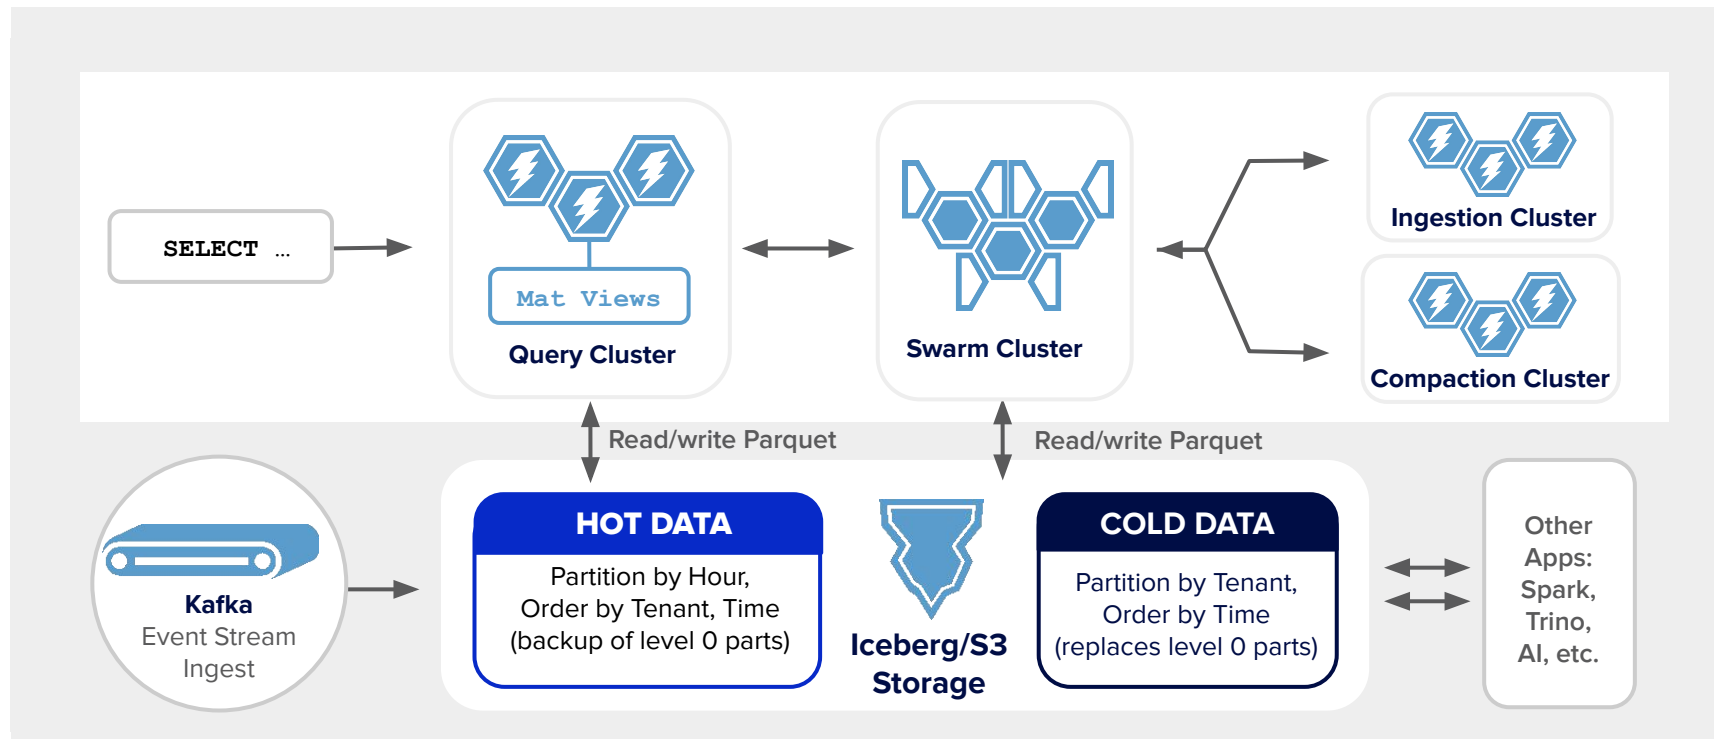 SELECT ...
Mat Views
Query Cluster
Swarm Cluster
Ingestion Cluster
Compaction Cluster
Read/write Parquet
Read/write Parquet
Kafka
Event Stream
Ingest
HOT DATA
Partition by Hour,
Order by Tenant, Time
(backup of level 0 parts)
Iceberg/S3
Storage
COLD DATA
Partition by Tenant,
Order by Time
(replaces level 0 parts)
Other
Apps:
Spark,
Trino,
AI, etc.